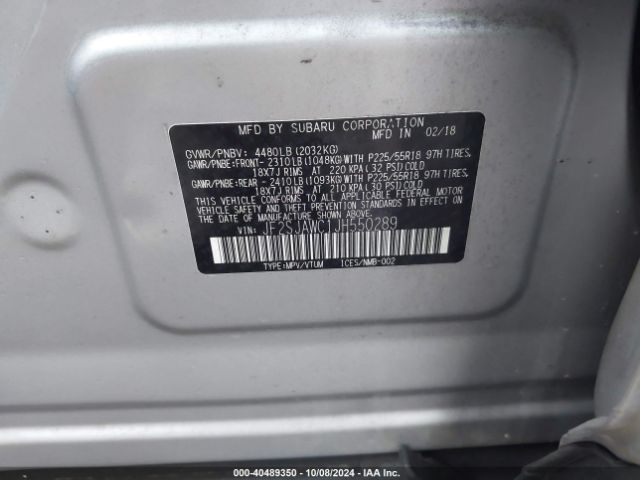 MFD BY SUBARU CORPORATION
MFD IN 02/18
GVWR/PNBV: 4480LB(2032KG)
GAWR/PNBE:FRONT-2310LB(1048KG)WITH P225/55R18 97H TIRES,
18X7J RIMS AT 220 KPA(32 PSI)COLD
GAWR/PNBE:REAR -2410LB(1093KG)WITH P225/55R18 97H TIRES,
18X7J RIMS AT 210 KPA(30 PSI)COLD
THIS VEHICLE CONFORMS TO ALL APPLICABLE FEDERAL MOTOR
VEHICLE SAFETY, BUMPER, AND THEFT PREVENTION STANDARDS
IN EFFECT ON THE DATE OF MANUFACTURE SHOWN ABOVE.
VIN: JF2SJAWC1JH550289
TYPE:MPV/VTUM ICES/NMB-002
000-40489350 | 10/08/2024 | IAA Inc.